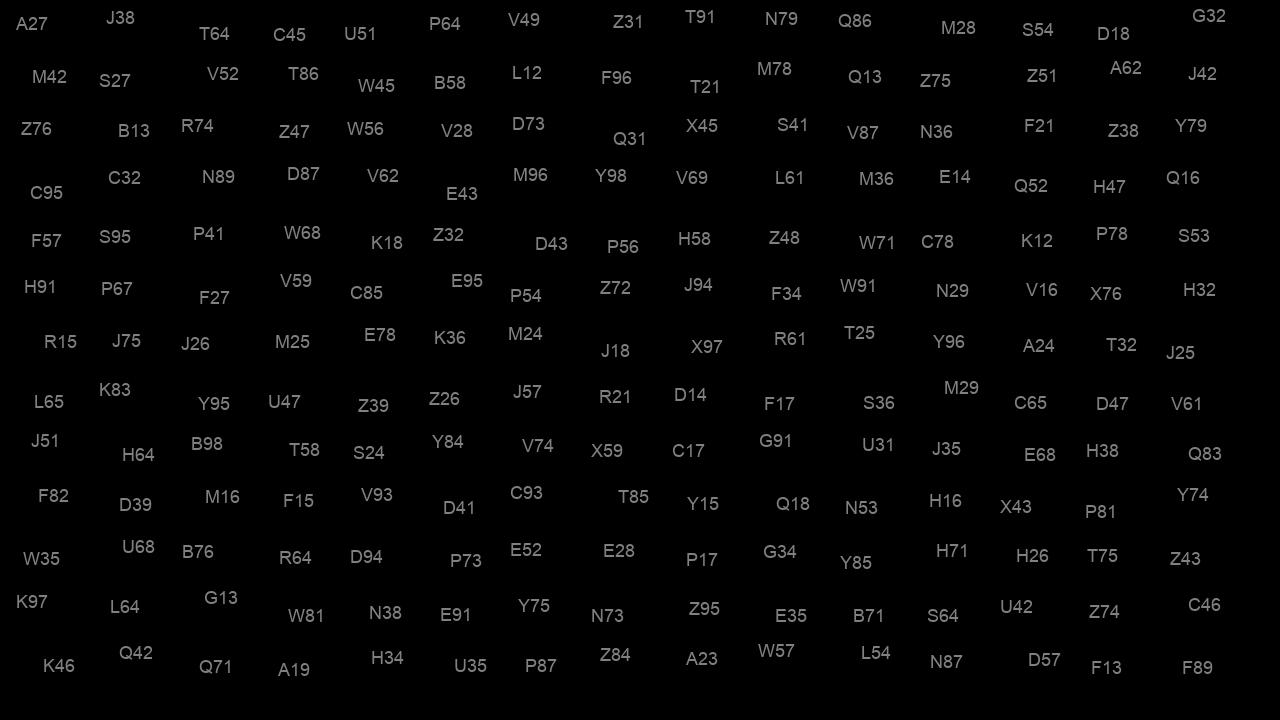 A27 J38 T64 C45 U51 P64 V49 Z31 T91 N79 Q86 M28 S54 D18 G32
M42 S27 V52 T86 W45 B58 L12 F96 T21 M78 Q13 Z75 Z51 A62 J42
Z76 B13 R74 Z47 W56 V28 D73 Q31 X45 S41 V87 N36 F21 Z38 Y79
C95 C32 N89 D87 V62 E43 M96 Y98 V69 L61 M36 E14 Q52 H47 Q16
F57 S95 P41 W68 K18 Z32 D43 P56 H58 Z48 W71 C78 K12 P78 S53
H91 P67 F27 V59 C85 E95 P54 Z72 J94 F34 W91 N29 V16 X76 H32
R15 J75 J26 M25 E78 K36 M24 J18 X97 R61 T25 Y96 A24 T32 J25
L65 K83 Y95 U47 Z39 Z26 J57 R21 D14 F17 S36 M29 C65 D47 V61
J51 H64 B98 T58 S24 Y84 V74 X59 C17 G91 U31 J35 E68 H38 Q83
F82 D39 M16 F15 V93 D41 C93 T85 Y15 Q18 N53 H16 X43 P81 Y74
W35 U68 B76 R64 D94 P73 E52 E28 P17 G34 Y85 H71 H26 T75 Z43
K97 L64 G13 W81 N38 E91 Y75 N73 Z95 E35 B71 S64 U42 Z74 C46
K46 Q42 Q71 A19 H34 U35 P87 Z84 A23 W57 L54 N87 D57 F13 F89